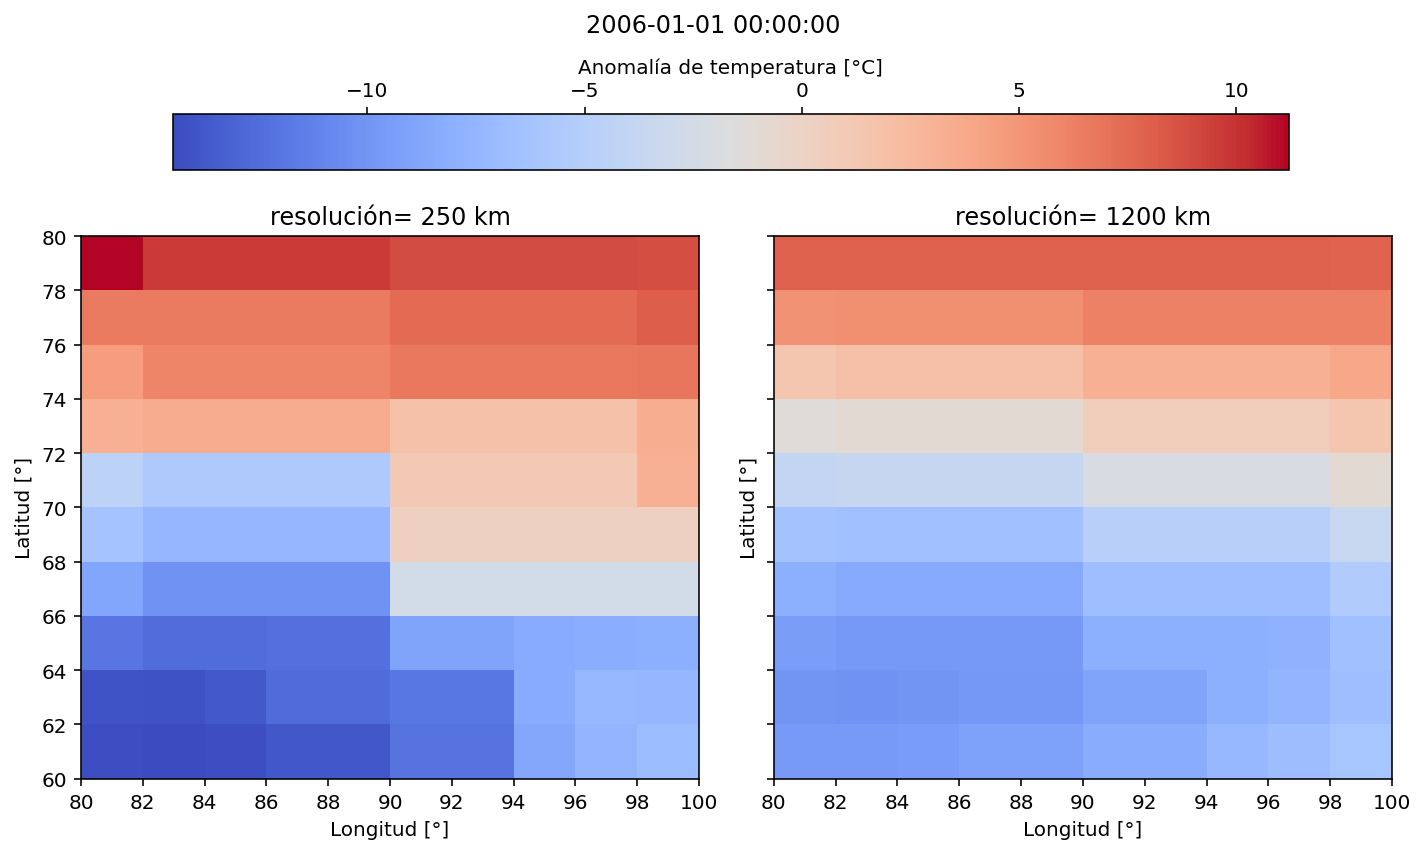 2006-01-01 00:00:00
Anomalía de temperatura [°C]
−10 −5 0 5 10
resolución= 250 km
80
78
76
74
72
70
68
66
64
62
60
Latitud [°]
80 82 84 86 88 90 92 94 96 98 100
Longitud [°]
resolución= 1200 km
Latitud [°]
80 82 84 86 88 90 92 94 96 98 100
Longitud [°]